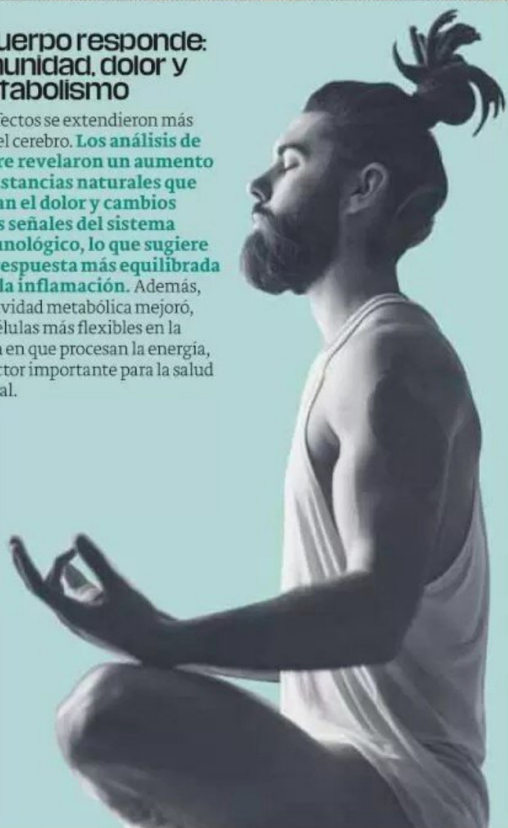 uerpo responde:
unidad, dolor y
tabolismo
fectos se extendieron más
el cerebro. Los análisis de
re revelaron un aumento
stancias naturales que
an el dolor y cambios
s señales del sistema
nológico, lo que sugiere
respuesta más equilibrada
la inflamación. Además,
vidad metabólica mejoró,
élulas más flexibles en la
a en que procesan la energía,
ctor importante para la salud
al.